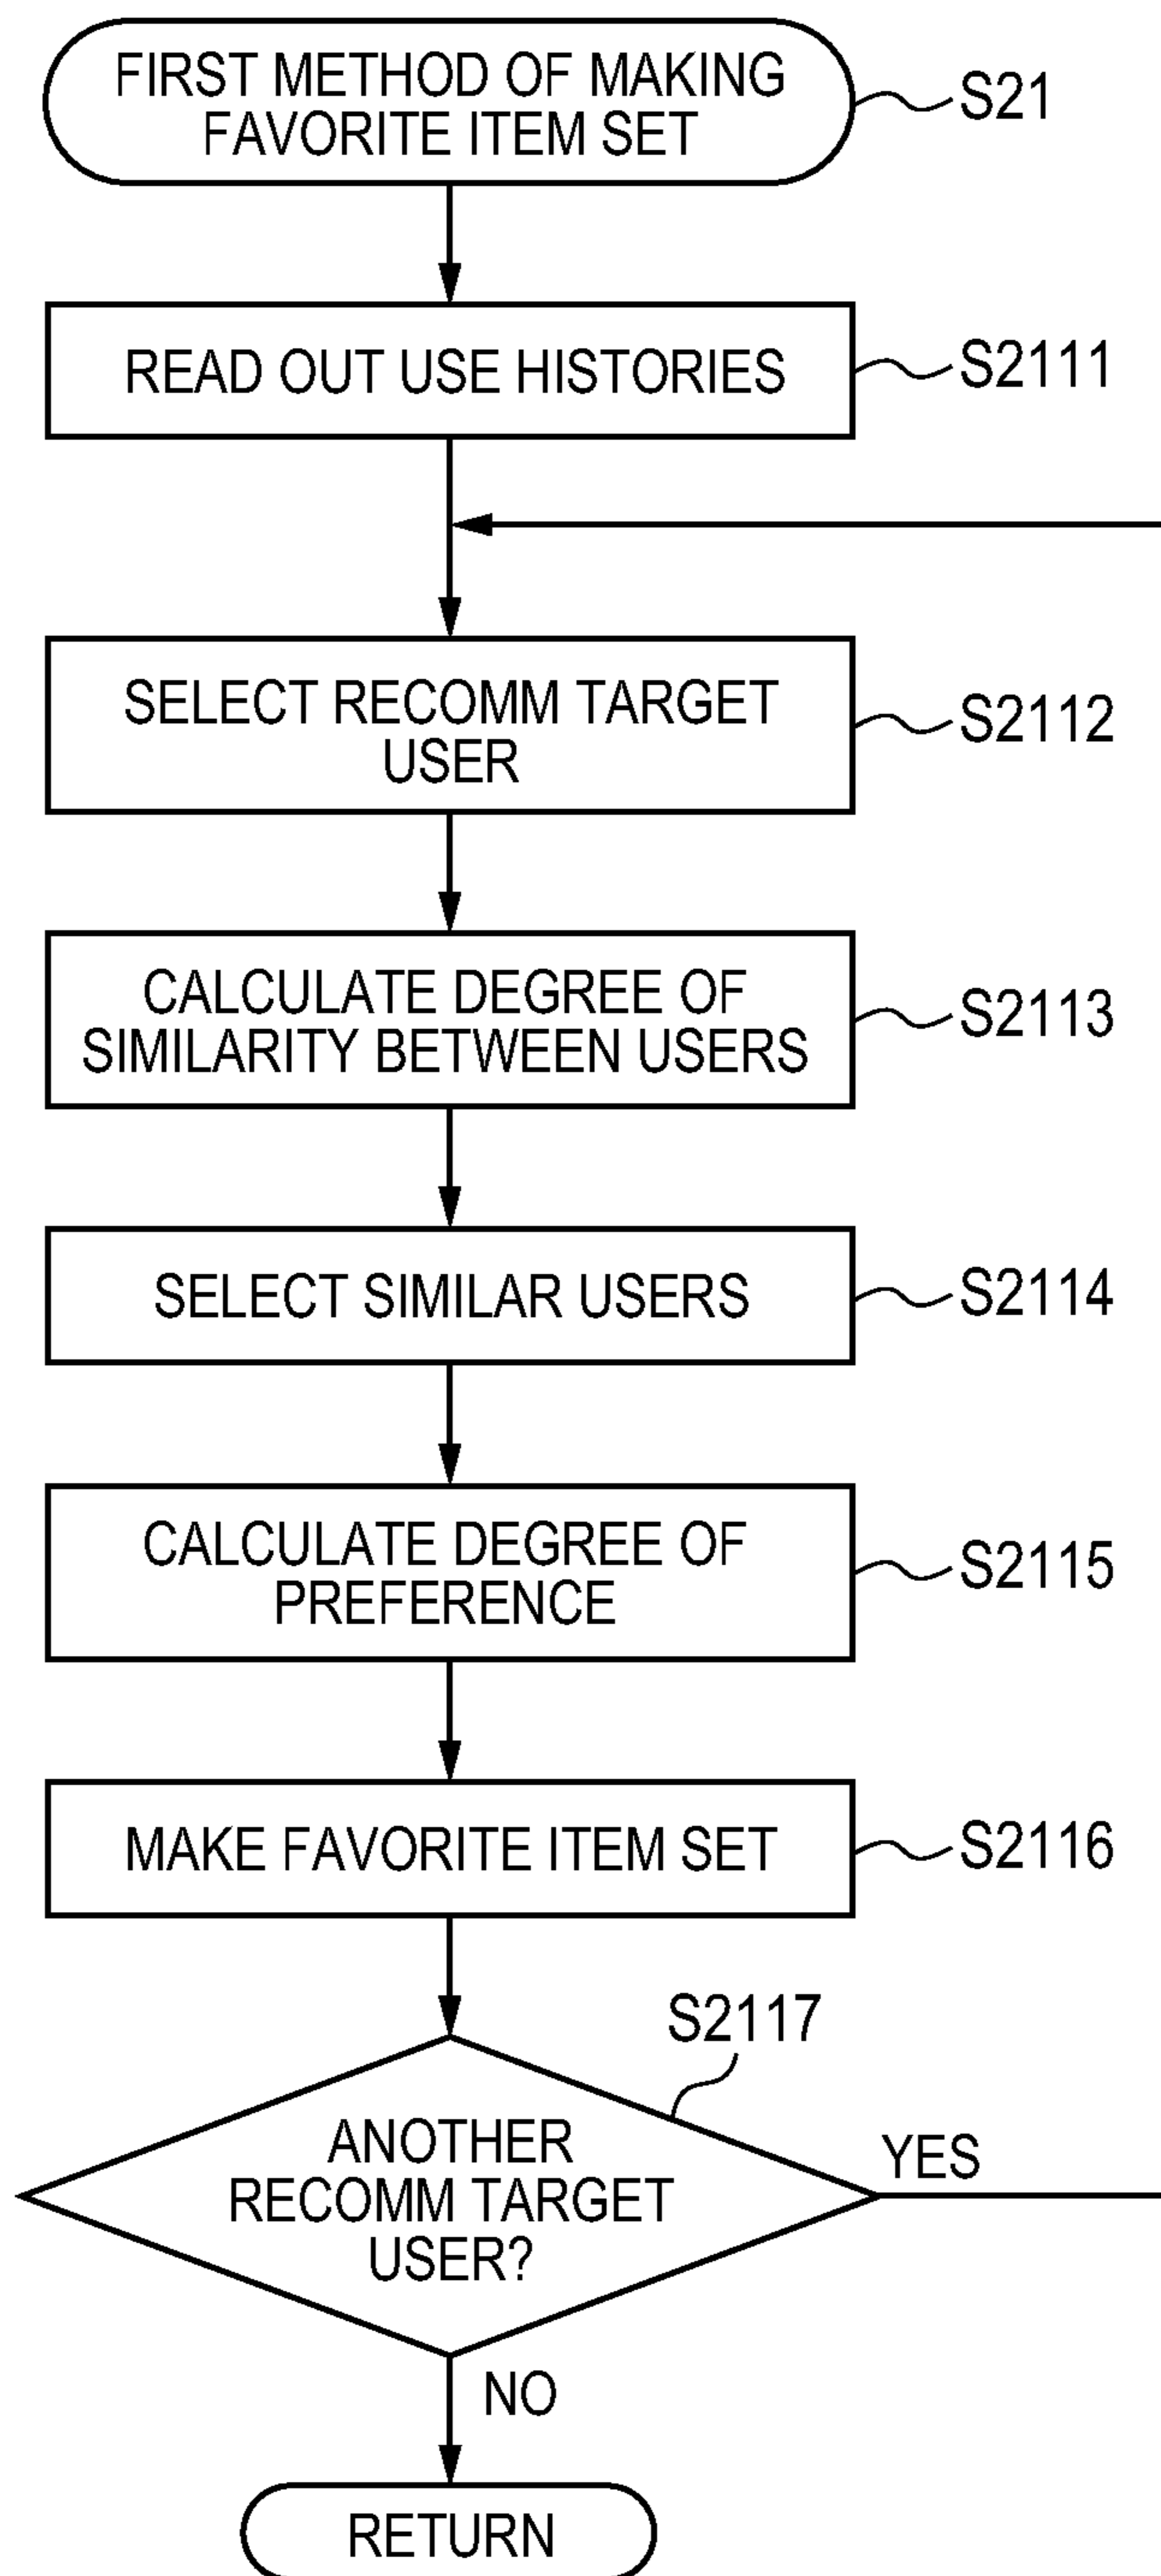 FIRST METHOD OF MAKING
FAVORITE ITEM SET
S21
READ OUT USE HISTORIES
S2111
SELECT RECOMM TARGET
USER
S2112
CALCULATE DEGREE OF
SIMILARITY BETWEEN USERS
S2113
SELECT SIMILAR USERS
S2114
CALCULATE DEGREE OF
PREFERENCE
S2115
MAKE FAVORITE ITEM SET
S2116
S2117
ANOTHER
RECOMM TARGET
USER?
YES
NO
RETURN